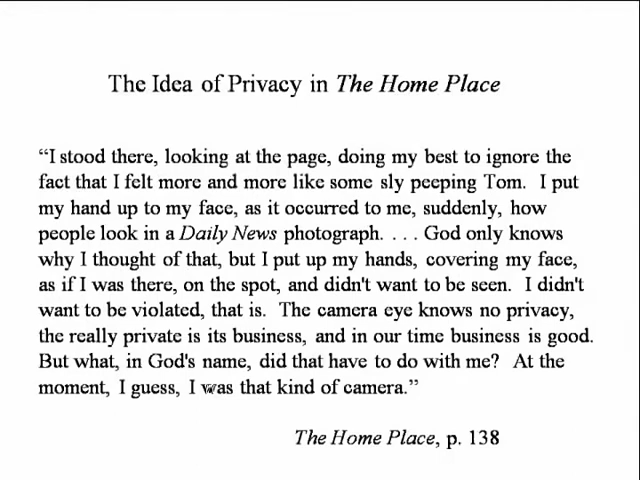 The Idea of Privacy in The Home Place
“I stood there, looking at the page, doing my best to ignore the
fact that I felt more and more like some sly peeping Tom.  I put
my hand up to my face, as it occurred to me, suddenly, how
people look in a Daily News photograph. . . . God only knows
why I thought of that, but I put up my hands, covering my face,
as if I was there, on the spot, and didn't want to be seen.  I didn't
want to be violated, that is.  The camera eye knows no privacy,
the really private is its business, and in our time business is good.
But what, in God's name, did that have to do with me?  At the
moment, I guess, I was that kind of camera.”
The Home Place, p. 138